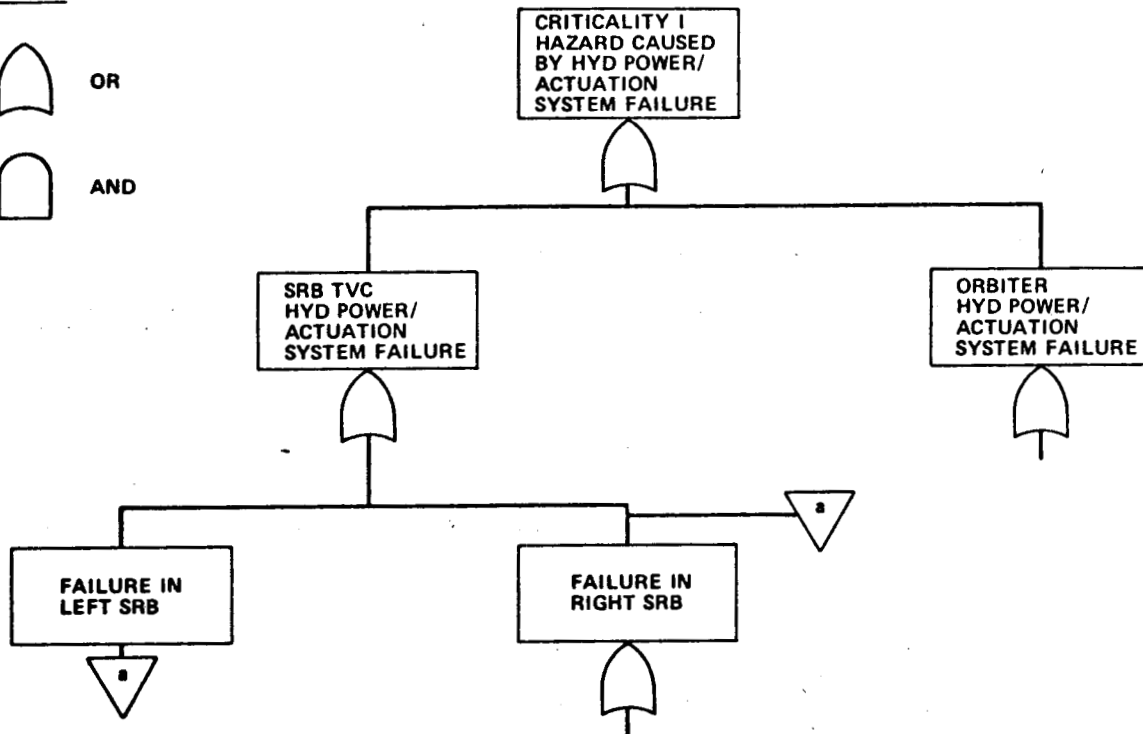 OR
AND
CRITICALITY I
HAZARD CAUSED
BY HYD POWER/
ACTUATION
SYSTEM FAILURE
SRB TVC
HYD POWER/
ACTUATION
SYSTEM FAILURE
ORBITER
HYD POWER/
ACTUATION
SYSTEM FAILURE
a
FAILURE IN
LEFT SRB
a
FAILURE IN
RIGHT SRB